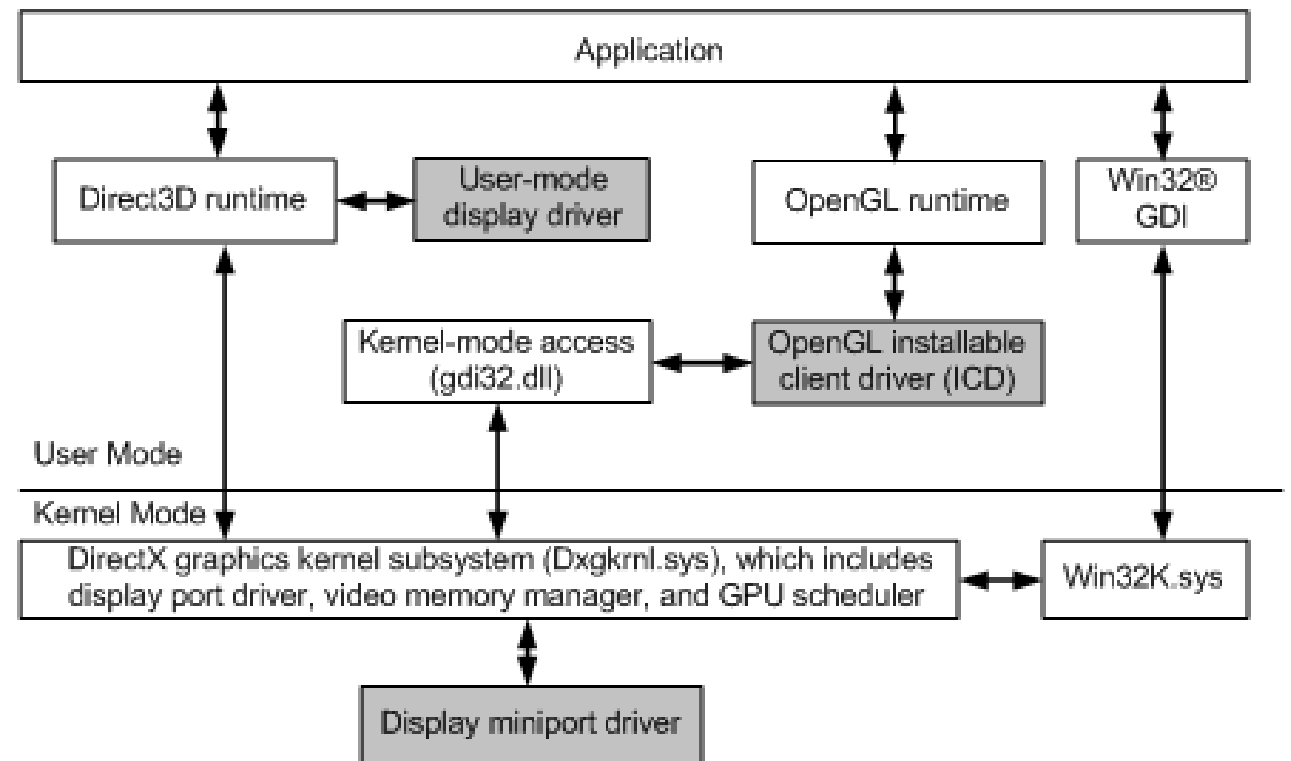 Application
Direct3D runtime
User-mode
display driver
OpenGL runtime
Win32®
GDI
Kernel-mode access
(gdi32.dll)
OpenGL installable
client driver (ICD)
User Mode
Kernel Mode
DirectX graphics kernel subsystem (Dxgkrnl.sys), which includes
display port driver, video memory manager, and GPU scheduler
Win32K.sys
Display miniport driver